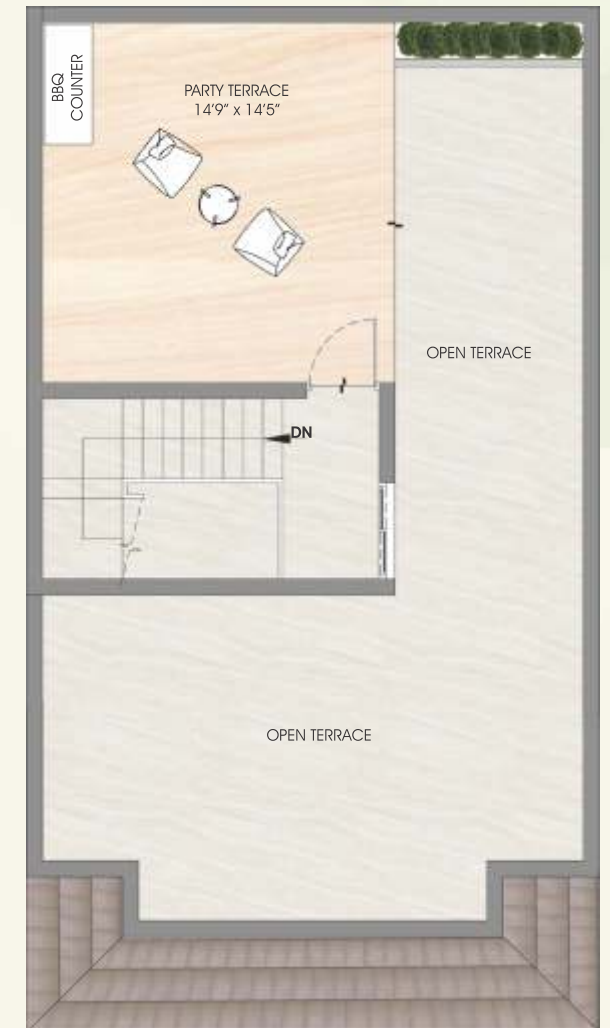 BBQ
COUNTER
PARTY TERRACE
14'9" x 14'5"
OPEN TERRACE
DN
OPEN TERRACE